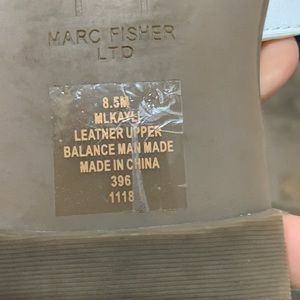 MARC FISHER
LTD
8.5M
MLKAYLI
LEATHER UPPER
BALANCE MAN MADE
MADE IN CHINA
396
1118